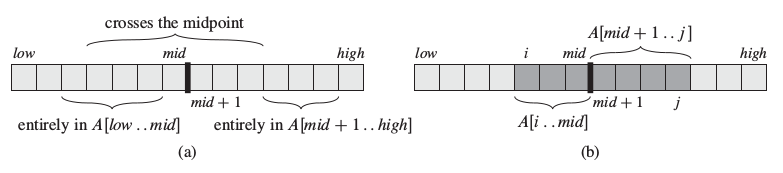 crosses the midpoint
low mid high
mid + 1
entirely in A[low . . mid] entirely in A[mid + 1 . . high]
(a)
A[mid + 1 . . j]
low i mid high
mid + 1 j
A[i . . mid]
(b)